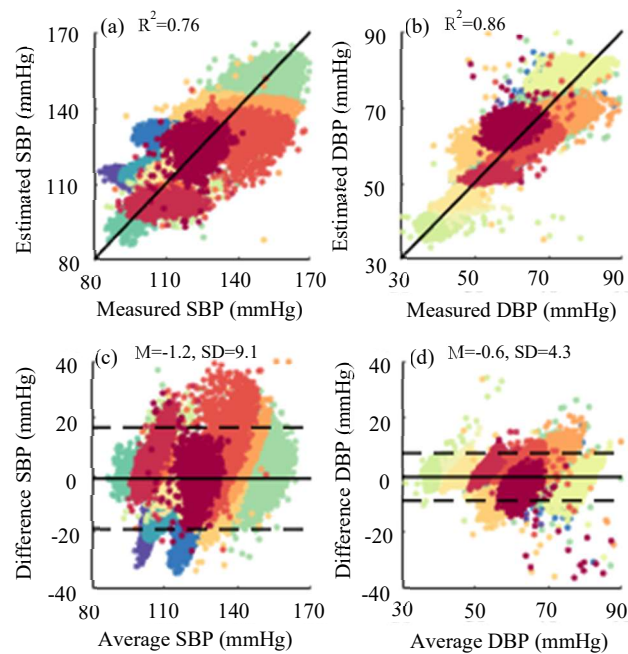 (a) R²=0.76
170
140
110
80
Estimated SBP (mmHg)
80 110 140 170
Measured SBP (mmHg)
(b) R²=0.86
90
70
50
30
Estimated DBP (mmHg)
30 50 70 90
Measured DBP (mmHg)
(c) M=-1.2, SD=9.1
40
20
0
-20
-40
Difference SBP (mmHg)
80 110 140 170
Average SBP (mmHg)
(d) M=-0.6, SD=4.3
40
20
0
-20
-40
Difference DBP (mmHg)
30 50 70 90
Average DBP (mmHg)